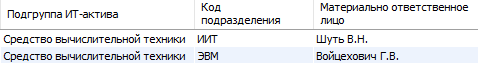 Подгруппа ИТ-актива Код подразделения Материально ответственное лицо
Средство вычислительной техники ИИТ Шуть В.Н.
Средство вычислительной техники ЭВМ Войцехович Г.В.